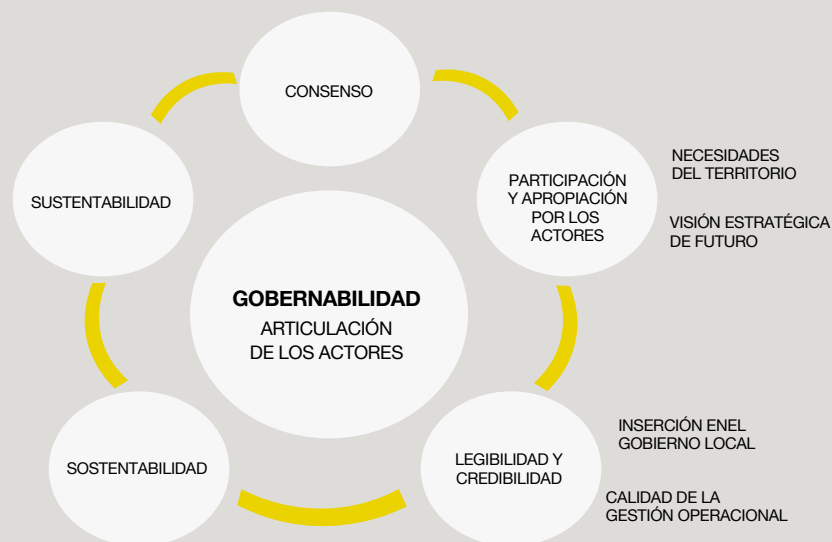 CONSENSO
PARTICIPACIÓN
Y APROPIACIÓN
POR LOS
ACTORES
NECESIDADES
DEL TERRITORIO
VISIÓN ESTRATÉGICA
DE FUTURO
SUSTENTABILIDAD
GOBERNABILIDAD
ARTICULACIÓN
DE LOS ACTORES
SOSTENTABILIDAD
LEGIBILIDAD Y
CREDIBILIDAD
INSERCIÓN ENEL
GOBIERNO LOCAL
CALIDAD DE LA
GESTIÓN OPERACIONAL